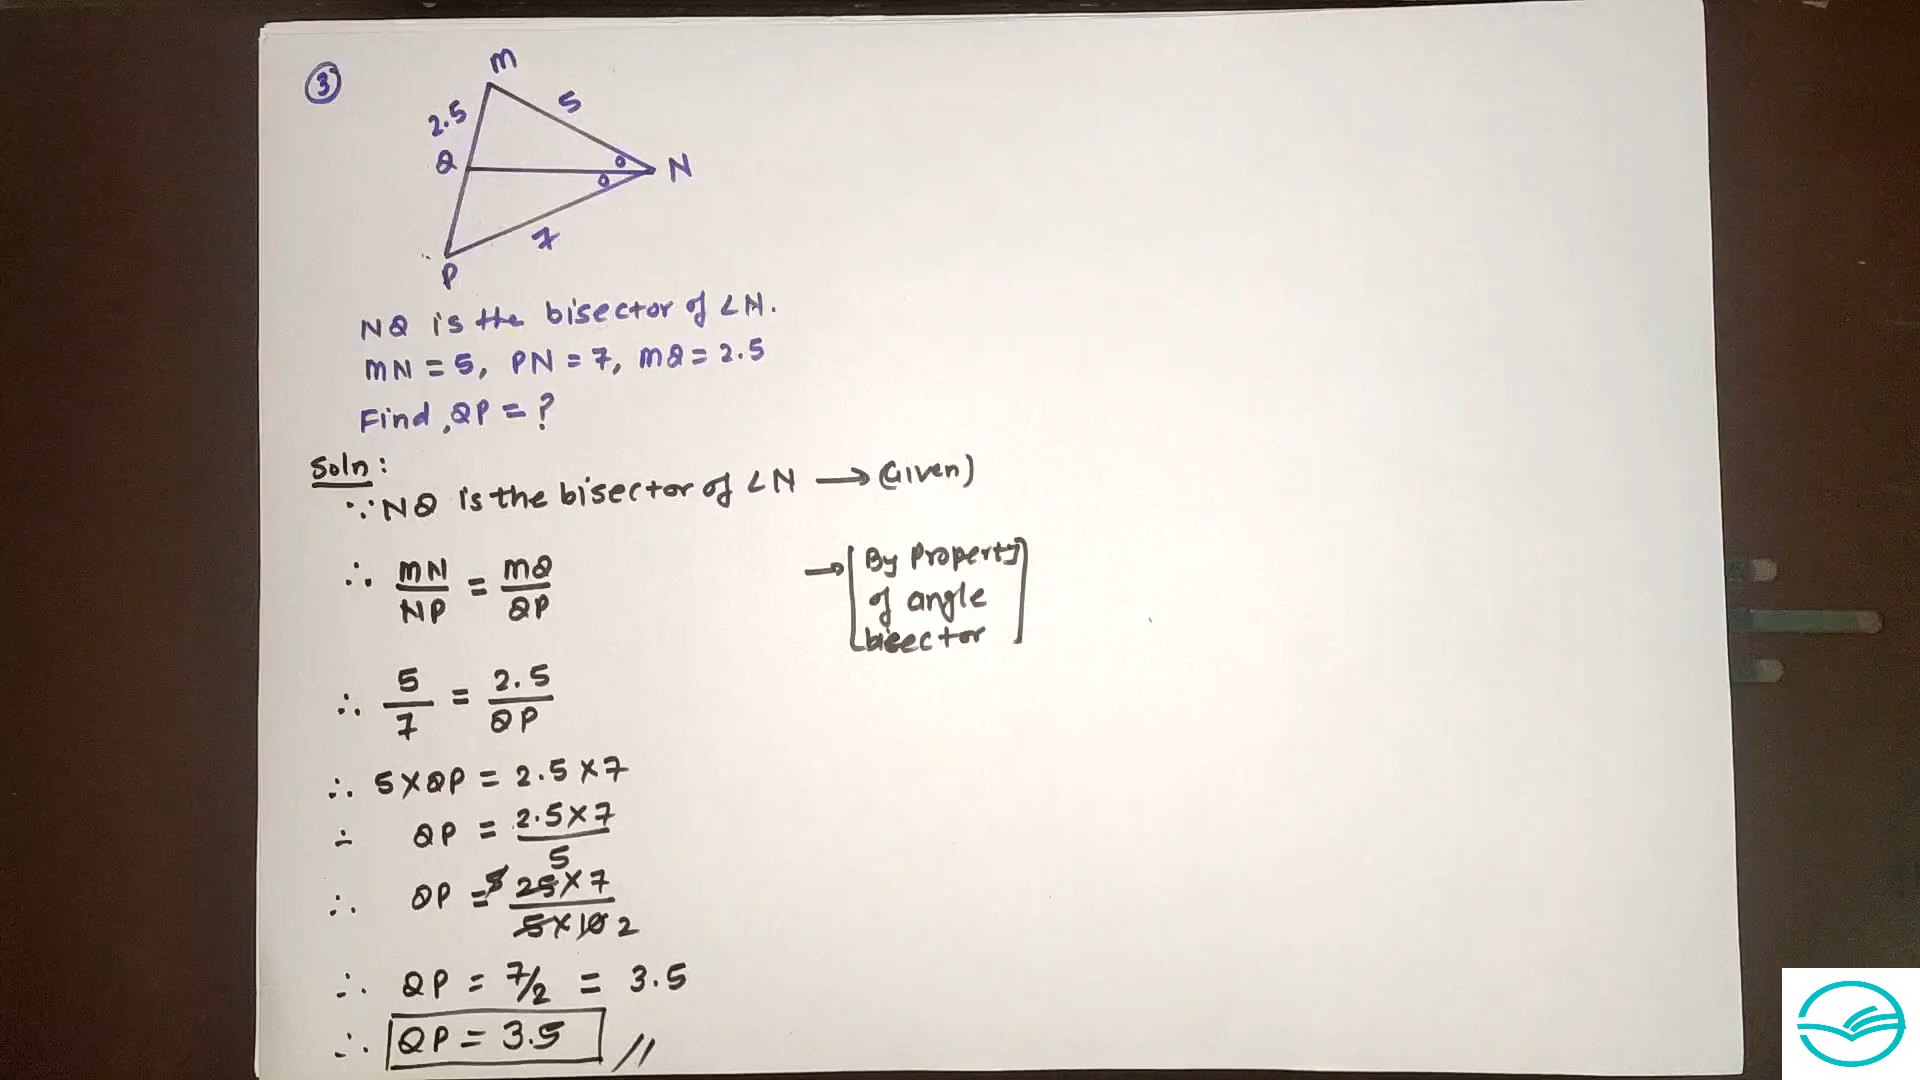 ③
M
2.5
5
Q
N
7
P
NQ is the bisector of ∠N.
MN = 5, PN = 7, MQ = 2.5
Find, QP = ?
Soln:
∵ NQ is the bisector of ∠N → (Given)
∴ MN/NP = MQ/QP → [By Property
of angle
bisector]
∴ 5/7 = 2.5/QP
∴ 5 × QP = 2.5 × 7
∴ QP = 2.5 × 7 / 5
∴ QP = 5 25 × 7 / 5 × 10 2
∴ QP = 7/2 = 3.5
∴ QP = 3.5 //